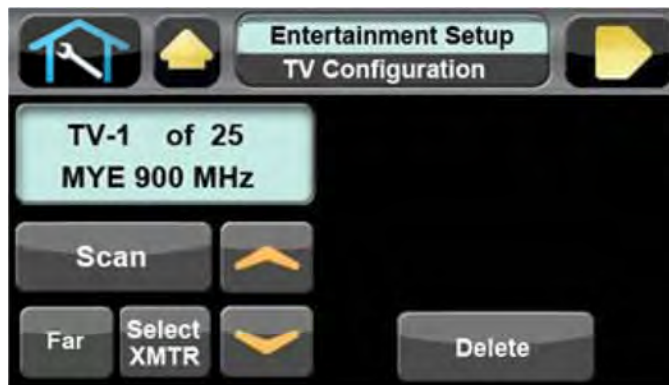 Entertainment Setup
TV Configuration
TV-1 of 25
MYE 900 MHz
Scan
Far
Select
XMTR
Delete